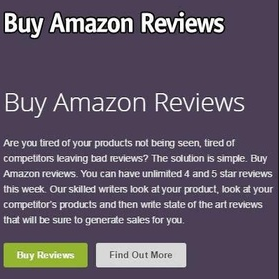 Buy Amazon Reviews
Buy Amazon Reviews
Are you tired of your products not being seen, tired of
competitors leaving bad reviews? The solution is simple. Buy
Amazon reviews. You can have unlimited 4 and 5 star reviews
this week. Our skilled writers look at your product, look at your
competitor's products and then write state of the art reviews
that will be sure to generate sales for you.
Buy Reviews
Find Out More